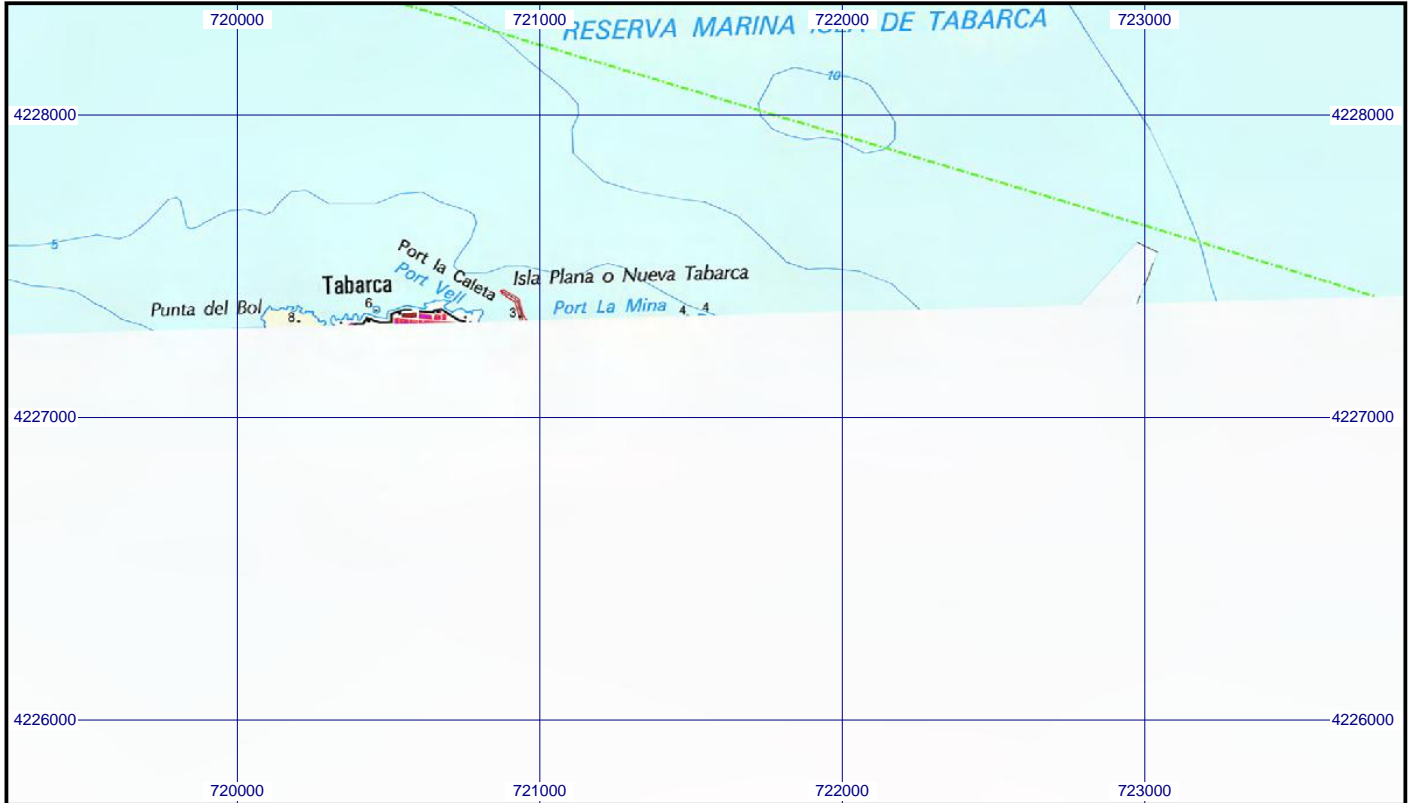 720000 721000 722000 723000
RESERVA MARINA ISLA DE TABARCA
10
4228000 4228000
5
Port la Caleta
Port Vell
Isla Plana o Nueva Tabarca
Tabarca
6
Punta del Bol
8.
3
Port La Mina
4 4
4227000 4227000
4226000 4226000
720000 721000 722000 723000